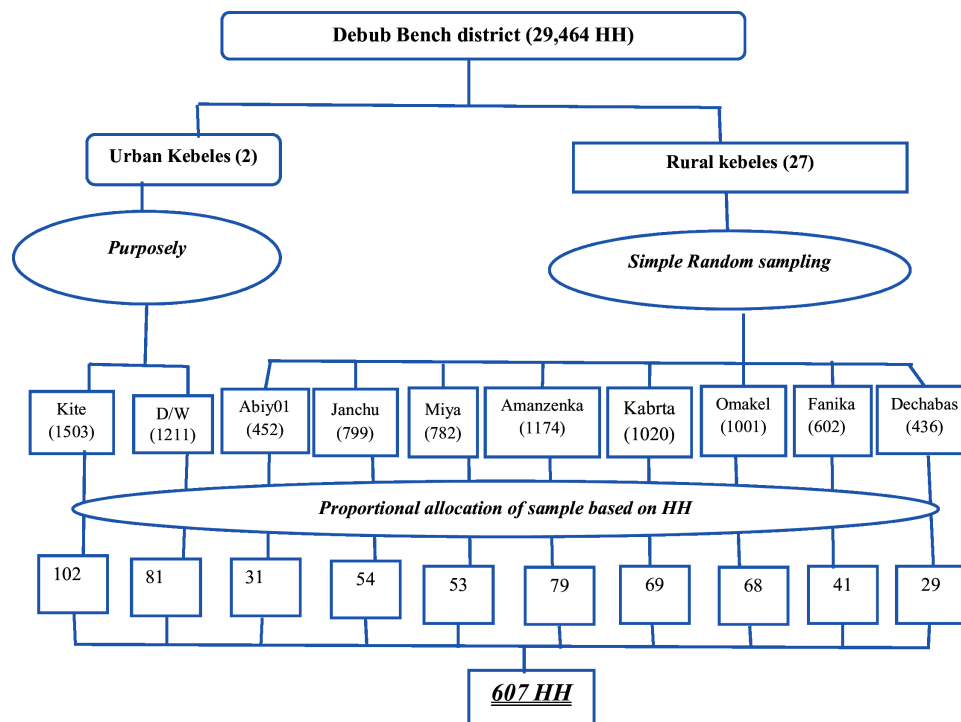 Debub Bench district (29,464 HH)
Urban Kebeles (2)
Rural kebeles (27)
Purposely
Simple Random sampling
Kite
(1503)
D/W
(1211)
Abiy01
(452)
Janchu
(799)
Miya
(782)
Amanzenka
(1174)
Kabrta
(1020)
Omakel
(1001)
Fanika
(602)
Dechabas
(436)
Proportional allocation of sample based on HH
102
81
31
54
53
79
69
68
41
29
607 HH